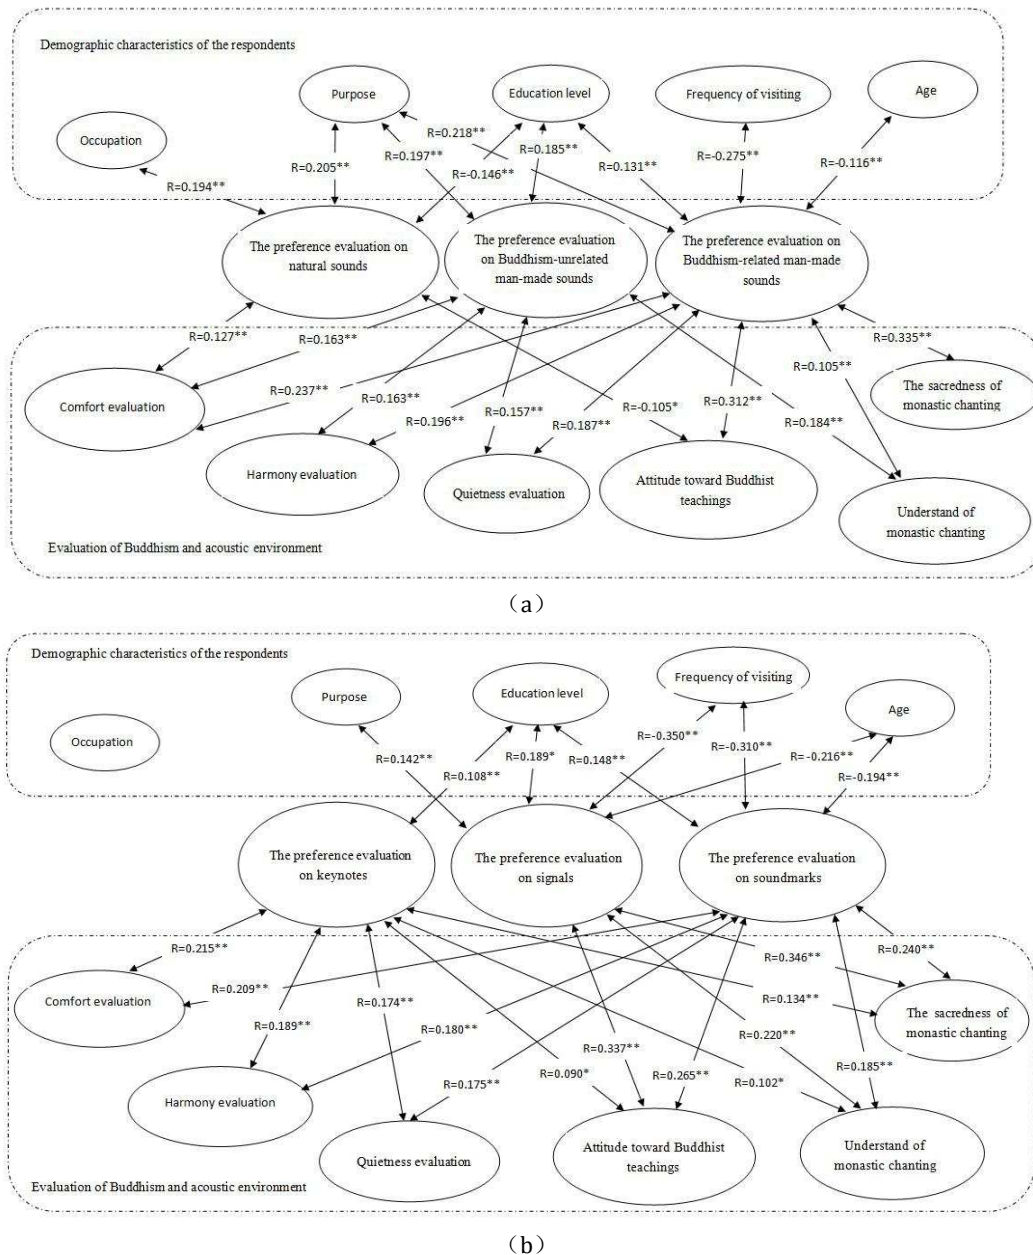 Demographic characteristics of the respondents
Purpose
Education level
Frequency of visiting
Age
Occupation
R=0.218**
R=0.197**
R=0.185**
R=0.205**
R=-0.146**
R=0.131**
R=-0.275**
R=-0.116**
R=0.194**
The preference evaluation on
natural sounds
The preference evaluation
on Buddhism-unrelated
man-made sounds
The preference evaluation on
Buddhism-related man-made
sounds
R=0.127**
R=0.163**
R=0.335**
R=0.105**
R=0.237**
R=0.163**
R=0.196**
R=0.157**
R=0.187**
R=-0.105*
R=0.312**
R=0.184**
Comfort evaluation
The sacredness of
monastic chanting
Harmony evaluation
Quietness evaluation
Attitude toward Buddhist
teachings
Understand of
monastic chanting
Evaluation of Buddhism and acoustic environment
（a）
Demographic characteristics of the respondents
Purpose
Education level
Frequency of visiting
Age
Occupation
R=0.142**
R=0.108**
R=0.189*
R=0.148**
R=-0.350**
R=-0.310**
R= -0.216**
R=-0.194**
The preference evaluation
on keynotes
The preference evaluation
on signals
The preference evaluation
on soundmarks
R=0.215**
R=0.240**
R=0.346**
R=0.209**
R=0.174**
R=0.134**
R=0.189**
R=0.180**
R=0.220**
R=0.337**
R=0.185**
R=0.175**
R=0.090*
R=0.265**
R=0.102*
Comfort evaluation
The sacredness of
monastic chanting
Harmony evaluation
Quietness evaluation
Attitude toward Buddhist
teachings
Understand of
monastic chanting
Evaluation of Buddhism and acoustic environment
（b）